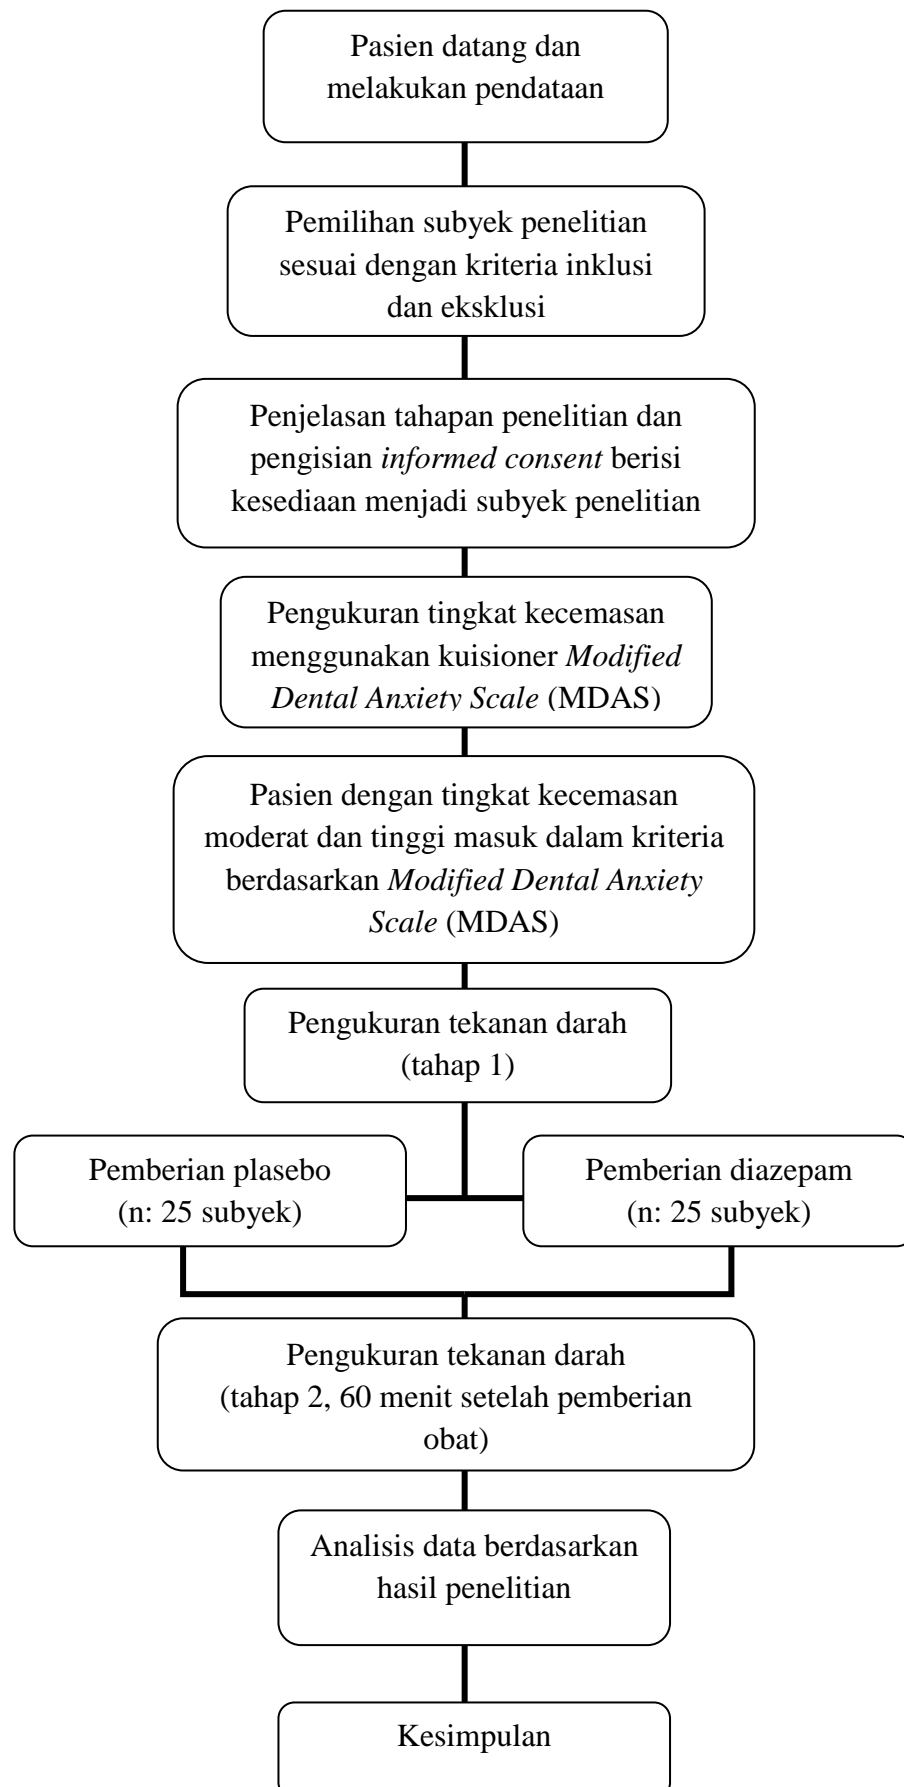 Pasien datang dan
melakukan pendataan
Pemilihan subyek penelitian
sesuai dengan kriteria inklusi
dan eksklusi
Penjelasan tahapan penelitian dan
pengisian informed consent berisi
kesediaan menjadi subyek penelitian
Pengukuran tingkat kecemasan
menggunakan kuisioner Modified
Dental Anxiety Scale (MDAS)
Pasien dengan tingkat kecemasan
moderat dan tinggi masuk dalam kriteria
berdasarkan Modified Dental Anxiety
Scale (MDAS)
Pengukuran tekanan darah
(tahap 1)
Pemberian plasebo
(n: 25 subyek)
Pemberian diazepam
(n: 25 subyek)
Pengukuran tekanan darah
(tahap 2, 60 menit setelah pemberian
obat)
Analisis data berdasarkan
hasil penelitian
Kesimpulan